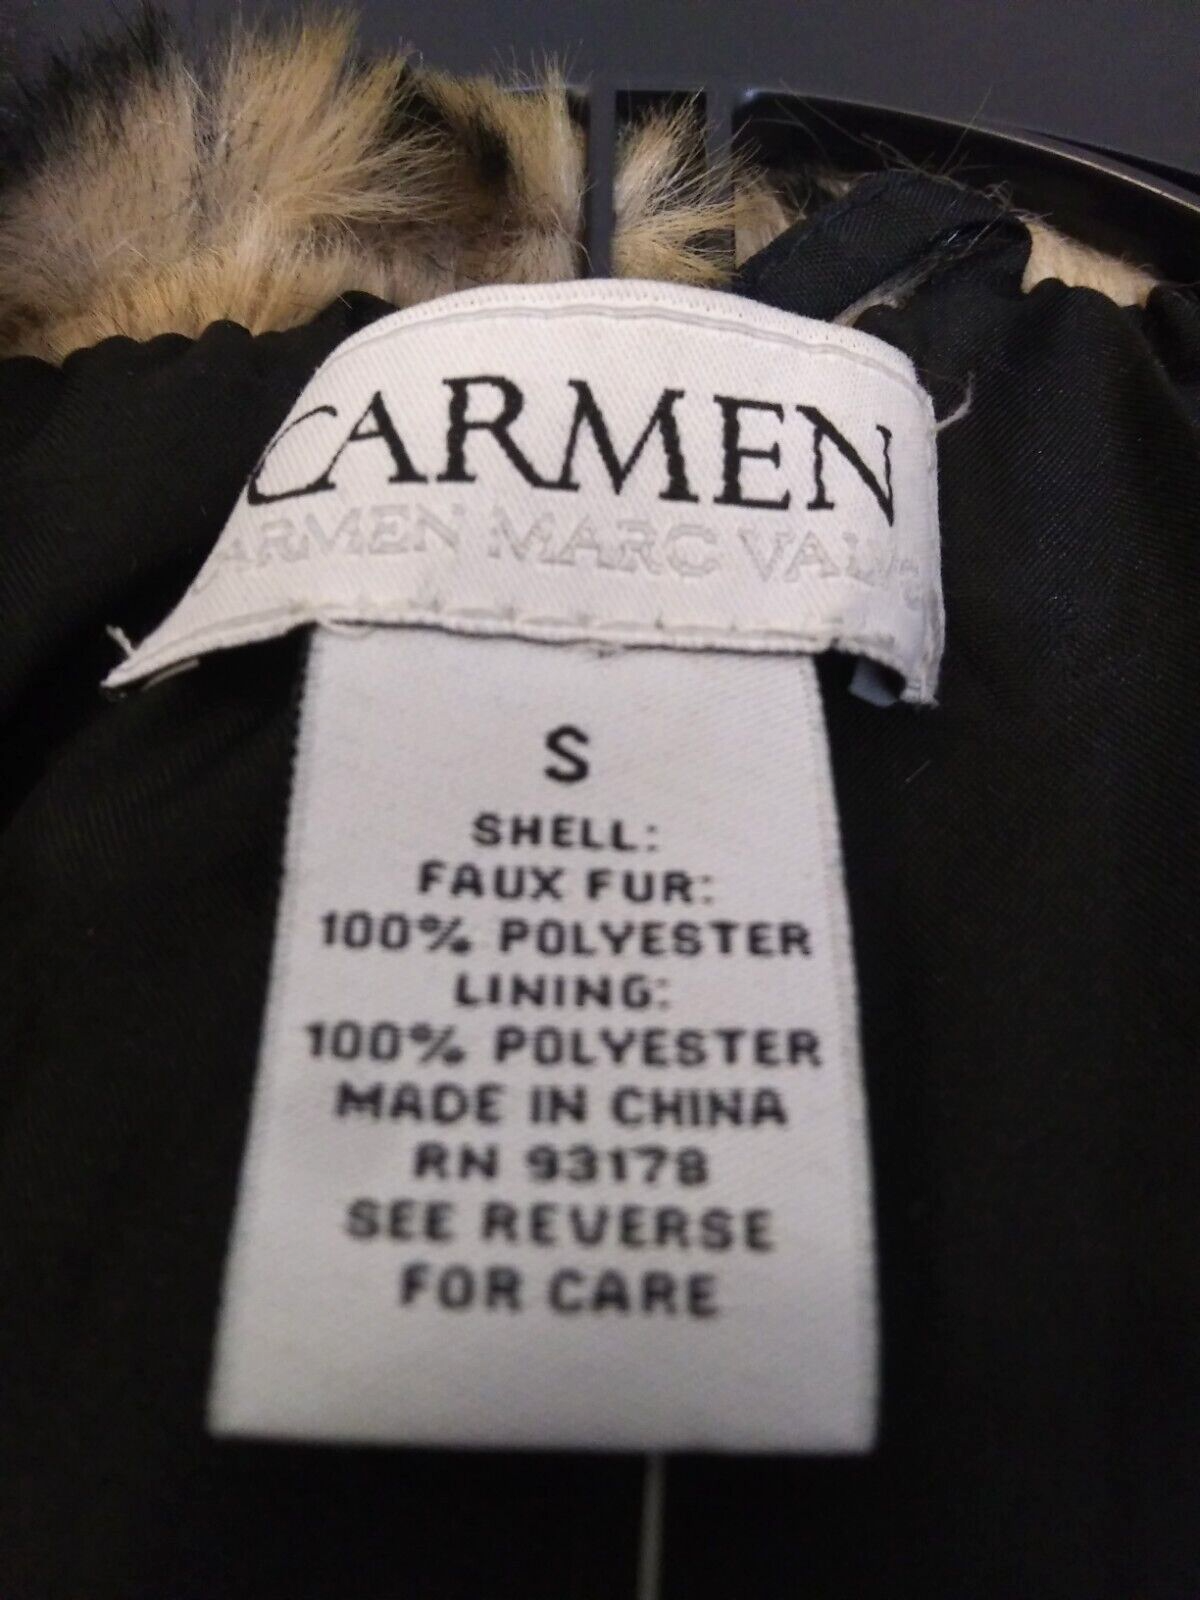 CARMEN
CARMEN MARC
S
SHELL:
FAUX FUR:
100% POLYESTER
LINING:
100% POLYESTER
MADE IN CHINA
RN 93178
SEE REVERSE
FOR CARE